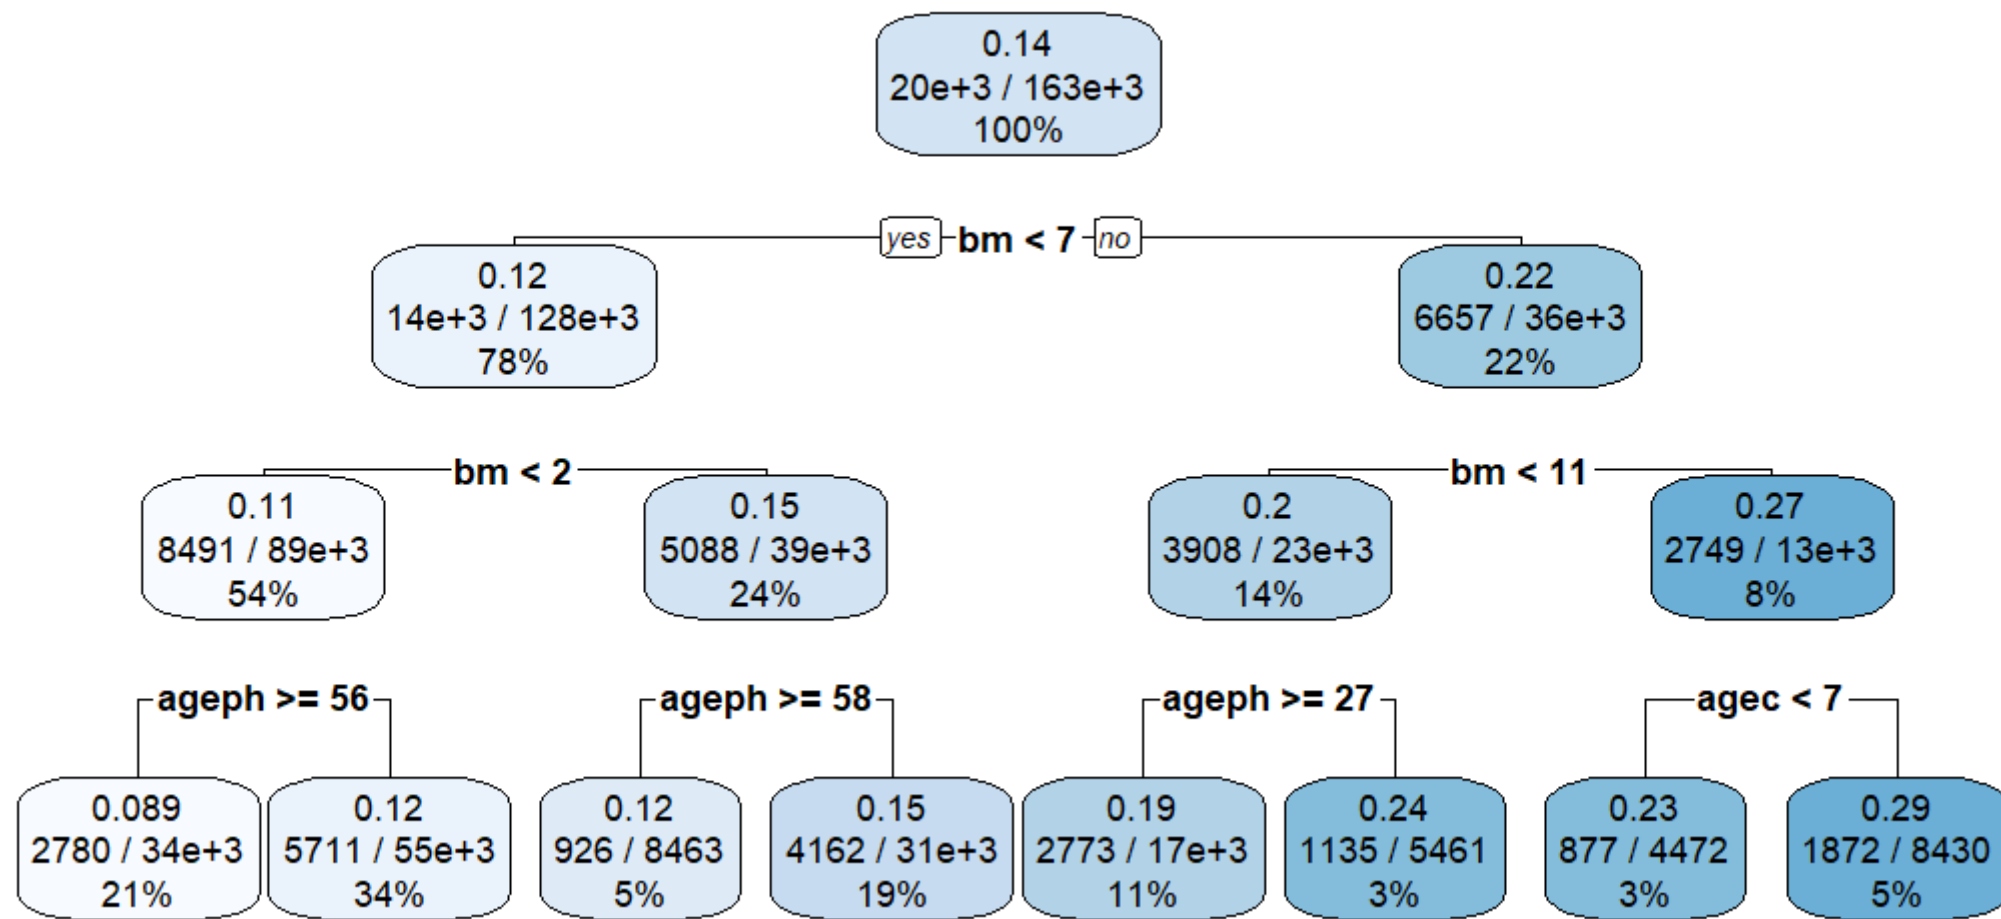 0.14
20e+3 / 163e+3
100%
yes bm < 7 no
0.12
14e+3 / 128e+3
78%
0.22
6657 / 36e+3
22%
bm < 2
bm < 11
0.11
8491 / 89e+3
54%
0.15
5088 / 39e+3
24%
0.2
3908 / 23e+3
14%
0.27
2749 / 13e+3
8%
ageph >= 56
ageph >= 58
ageph >= 27
agec < 7
0.089
2780 / 34e+3
21%
0.12
5711 / 55e+3
34%
0.12
926 / 8463
5%
0.15
4162 / 31e+3
19%
0.19
2773 / 17e+3
11%
0.24
1135 / 5461
3%
0.23
877 / 4472
3%
0.29
1872 / 8430
5%